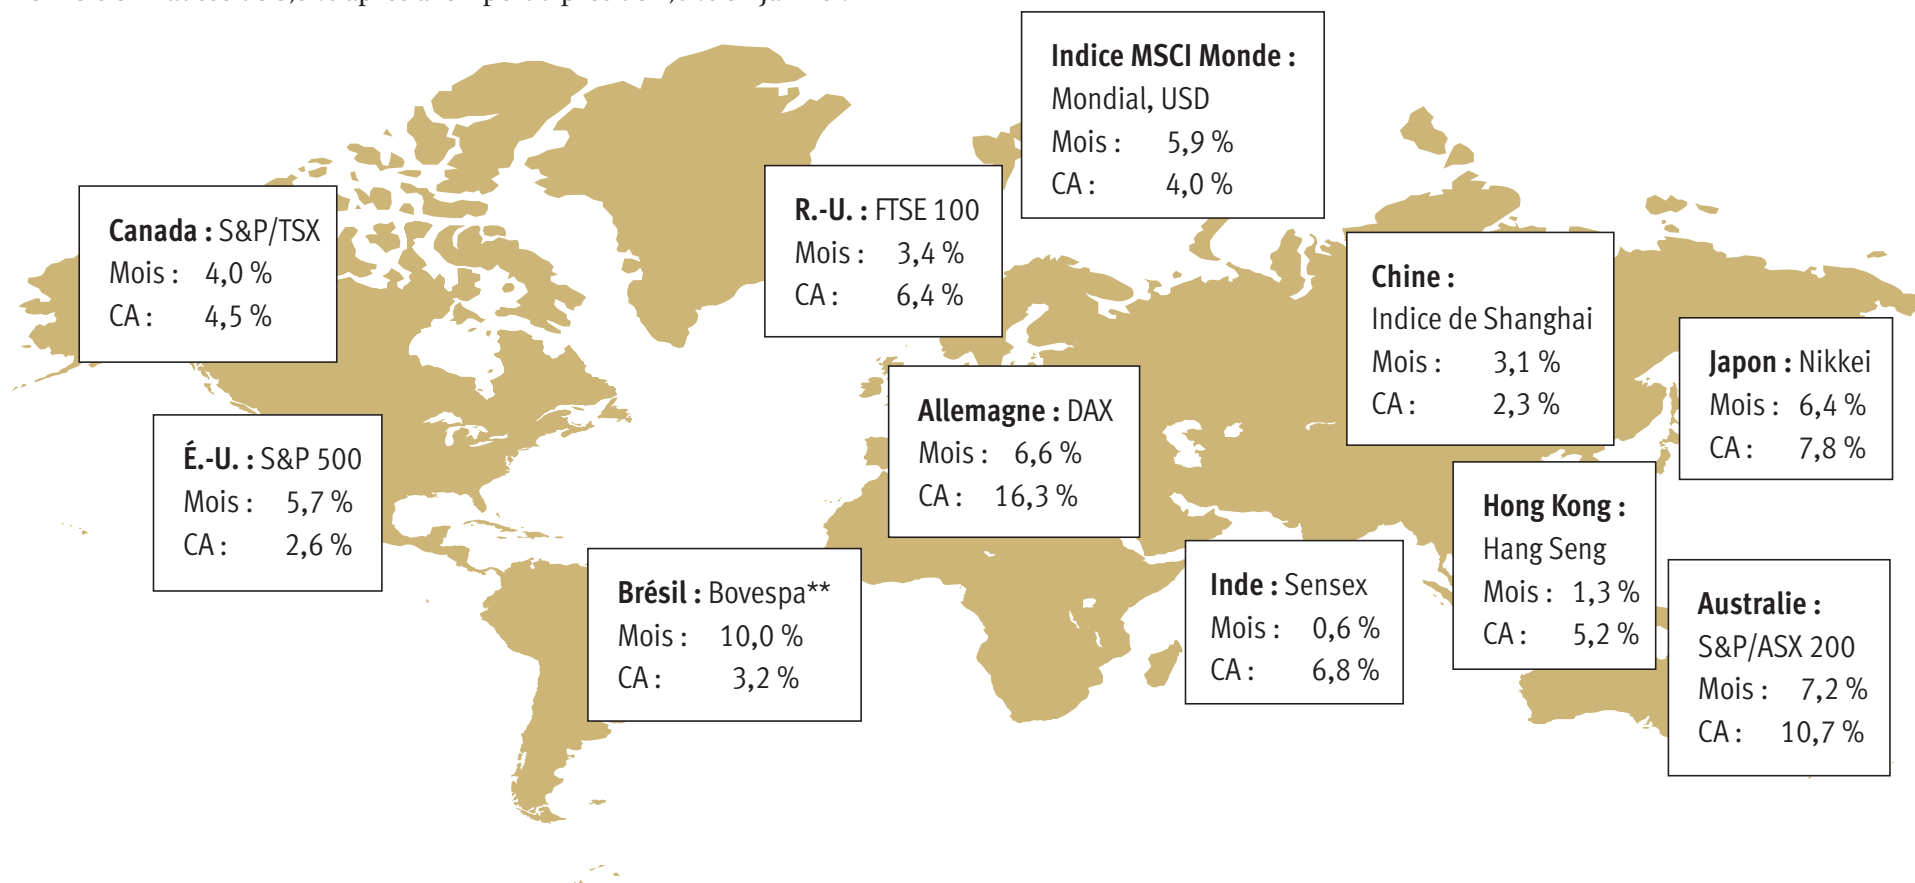 Indice MSCI Monde :
Mondial, USD
Mois : 5,9 %
CA : 4,0 %
Canada : S&P/TSX
Mois : 4,0 %
CA : 4,5 %
R.-U. : FTSE 100
Mois : 3,4 %
CA : 6,4 %
Chine :
Indice de Shanghai
Mois : 3,1 %
CA : 2,3 %
Japon : Nikkei
Mois : 6,4 %
CA : 7,8 %
Allemagne : DAX
Mois : 6,6 %
CA : 16,3 %
É.-U. : S&P 500
Mois : 5,7 %
CA : 2,6 %
Hong Kong :
Hang Seng
Mois : 1,3 %
CA : 5,2 %
Brésil : Bovespa**
Mois : 10,0 %
CA : 3,2 %
Inde : Sensex
Mois : 0,6 %
CA : 6,8 %
Australie :
S&P/ASX 200
Mois : 7,2 %
CA : 10,7 %